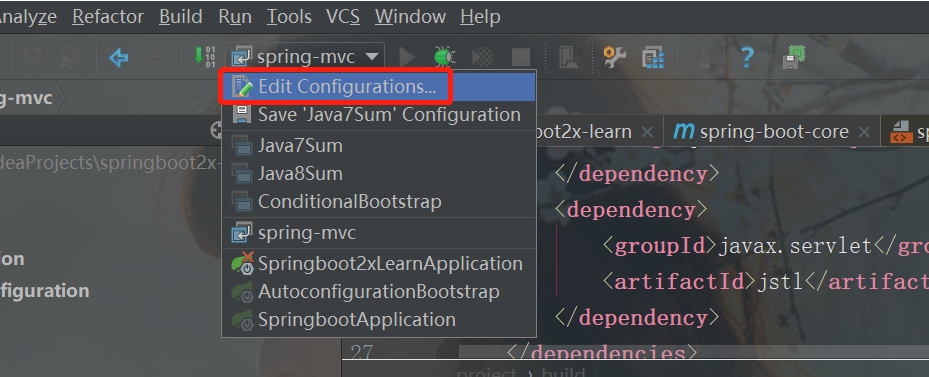 Analyze Refactor Build Run Tools VCS Window Help
spring-mvc
ng-mvc
Edit Configurations...
Save 'Java7Sum' Configuration
Java7Sum
Java8Sum
ConditionalBootstrap
spring-mvc
Springboot2xLearnApplication
AutoconfigurationBootstrap
SpringbootApplication
deaProjects\springboot2x-
ion
figuration
oot2x-learn
spring-boot-core
sp
</dependency>
<dependency>
<groupId>javax.servlet</gro
<artifactId>jstl</artifact
</dependency>
27
</dependencies>
project › build